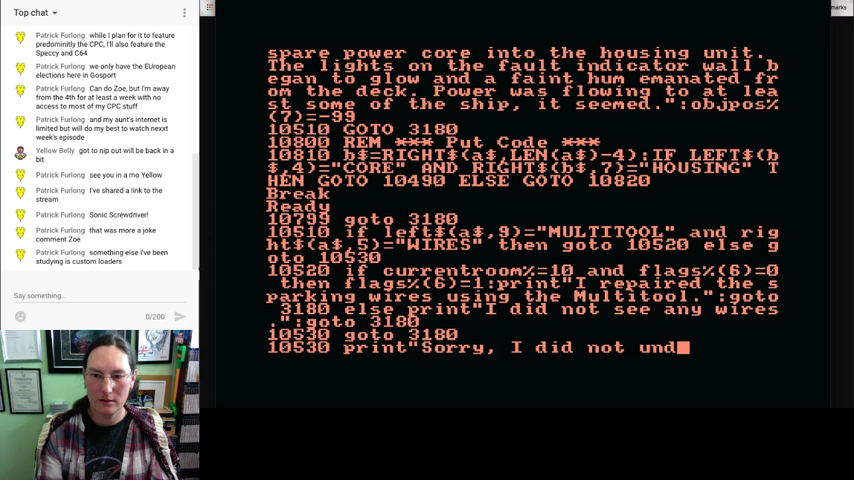 Top chat
Patrick Furlong while I plan for it to feature
predominitly the CPC, I'll also feature the
Speccy and C64
Patrick Furlong we only have the EUropean
elections here in Gosport
Patrick Furlong Can do Zoe, but I'm away
from the 4th for at least a week with no
access to most of my CPC stuff
Patrick Furlong and my aunt's internet is
limited but will do my best to watch nexxt
week's episode
Yellow Belly got to nip out will be back in a
bit
Patrick Furlong see you in a mo Yellow
Patrick Furlong I've shared a link to the
stream
Patrick Furlong Sonic Screwdriver!
Patrick Furlong that was more a joke
comment Zoe
Patrick Furlong something else I've been
studying is custom loaders
Say something...
0/200
marks
spare power core into the housing unit.
The lights on the fault indicator wall b
egan to glow and a faint hum emanated fr
om the deck. Power was flowing to at lea
st some of the ship, it seemed.":objpos%
(7)=-99
10510 GOTO 3180
10800 REM *** Put Code ***
10810 b$=RIGHT$(a$,LEN(a$)-4):IF LEFT$(b
$,4)="CORE" AND RIGHT$(b$,7)="HOUSING" T
HEN GOTO 10490 ELSE GOTO 10820
Break
Ready
10799 goto 3180
10510 if left$(a$,9)="MULTITOOL" and rig
ht$(a$,5)="WIRES" then goto 10520 else g
oto 10530
10520 if currentroom%=10 and flags%(6)=0
then flags%(6)=1:print"I repaired the s
parking wires using the Multitool.":goto
3180 else print"I did not see any wires
.":goto 3180
10530 goto 3180
10530 print"Sorry, I did not und